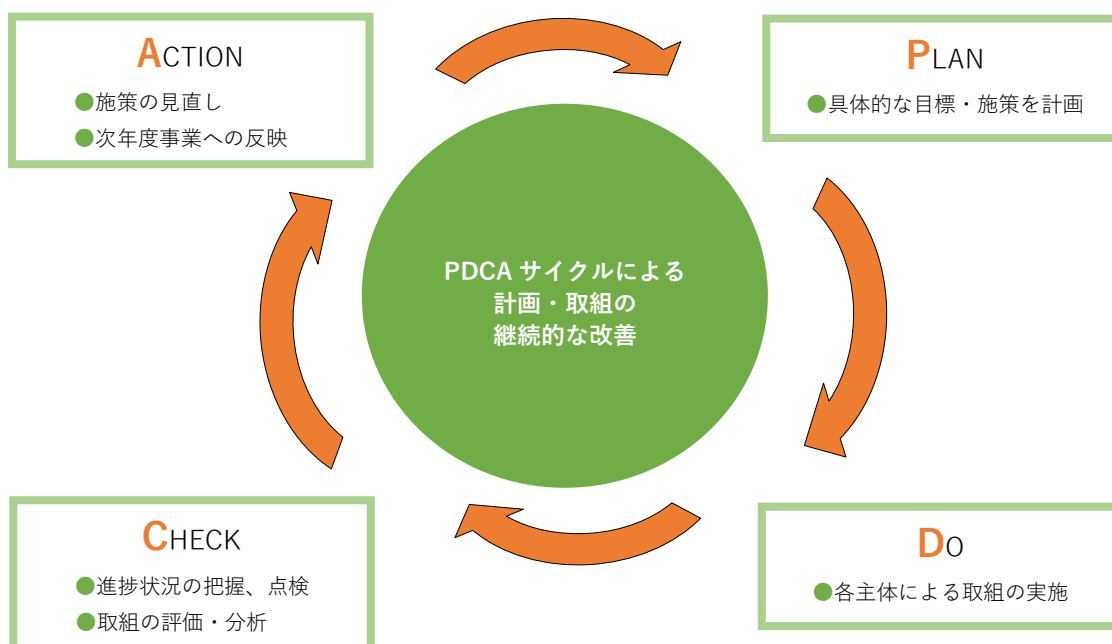 ACTION
●施策の見直し
●次年度事業への反映
PLAN
●具体的な目標・施策を計画
PDCA サイクルによる
計画・取組の
継続的な改善
CHECK
●進捗状況の把握、点検
●取組の評価・分析
DO
●各主体による取組の実施